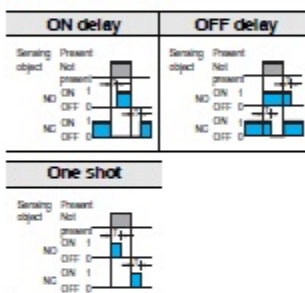 ON delay
Sensing object
Present
Not present
NO
ON 1
OFF 0
NC
ON 1
OFF 0
OFF delay
Sensing object
Present
Not present
NO
ON 1
OFF 0
NC
ON 1
OFF 0
One shot
Sensing object
Present
Not present
NO
ON 1
OFF 0
NC
ON 1
OFF 0